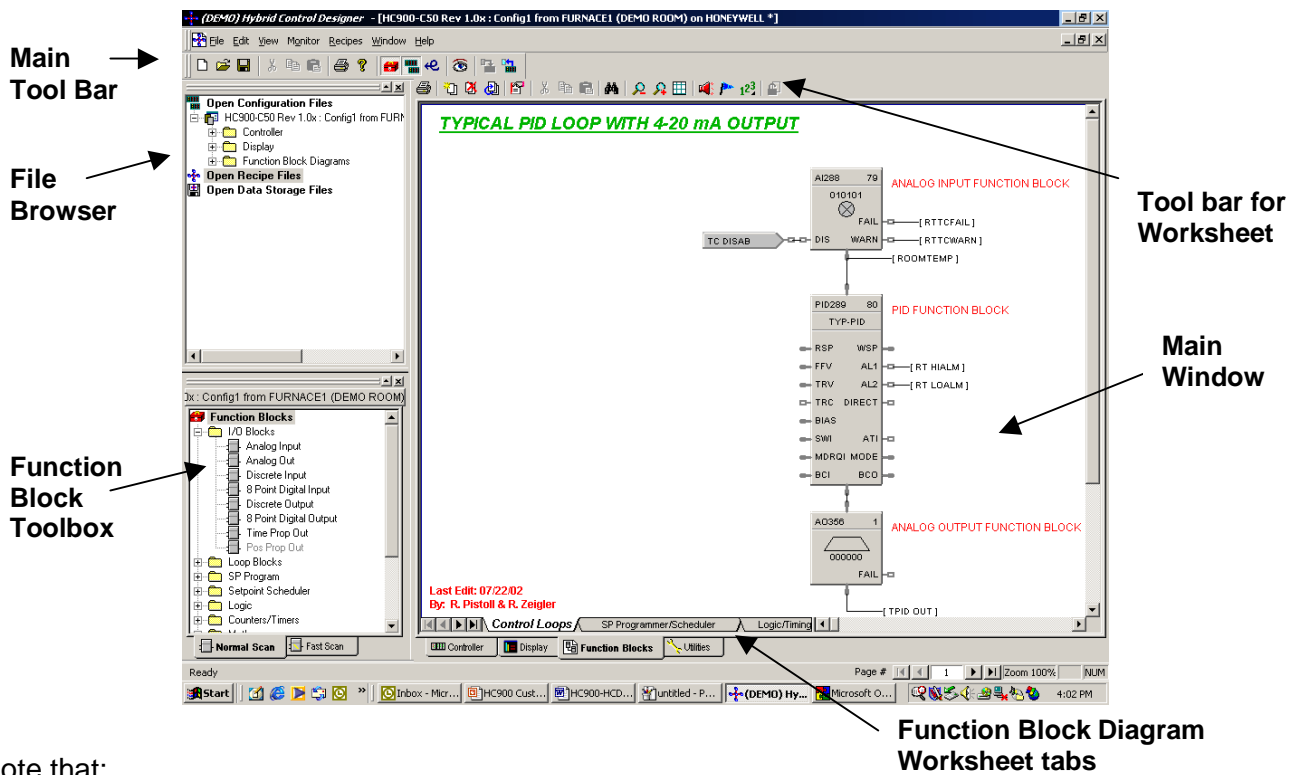 (DEMO) Hybrid Control Designer - [HC900-C50 Rev 1.0x : Config1 from FURNACE1 (DEMO ROOM) on HONEYWELL *]
File Edit View Monitor Recipes Window Help
Main
Tool Bar
File
Browser
Function
Block
Toolbox
Open Configuration Files
HC900-C50 Rev 1.0x : Config1 from FURN
Controller
Display
Function Block Diagrams
Open Recipe Files
Open Data Storage Files
0x : Config1 from FURNACE1 (DEMO ROOM)
Function Blocks
I/O Blocks
Analog Input
Analog Out
Discrete Input
8 Point Digital Input
Discrete Output
8 Point Digital Output
Time Prop Out
Pos Prop Out
Loop Blocks
SP Program
Setpoint Scheduler
Logic
Counters/Timers
Normal Scan Fast Scan
123
TYPICAL PID LOOP WITH 4-20 mA OUTPUT
AI288 79
010101
ANALOG INPUT FUNCTION BLOCK
FAIL [ RTTCFAIL ]
TC DISAB DIS WARN [ RTTCWARN ]
[ ROOMTEMP ]
PID289 80
TYP-PID
PID FUNCTION BLOCK
RSP WSP
FFV AL1 [ RT HIALM ]
TRV AL2 [ RT LOALM ]
TRC DIRECT
BIAS
SWI ATI
MDRQI MODE
BCI BCO
AO356 1
000000
ANALOG OUTPUT FUNCTION BLOCK
FAIL
[ TPID OUT ]
Last Edit: 07/22/02
By: R. Pistoll & R. Zeigler
Control Loops SP Programmer/Scheduler Logic/Timing
Controller Display Function Blocks Utilities
Ready Page # 1 Zoom 100% NUM
Start » Inbox - Micr... HC900 Cust... HC900-HCD... untitled - P... (DEMO) Hy... Microsoft O... 4:02 PM
Tool bar for
Worksheet
Main
Window
Function Block Diagram
Worksheet tabs
ote that: